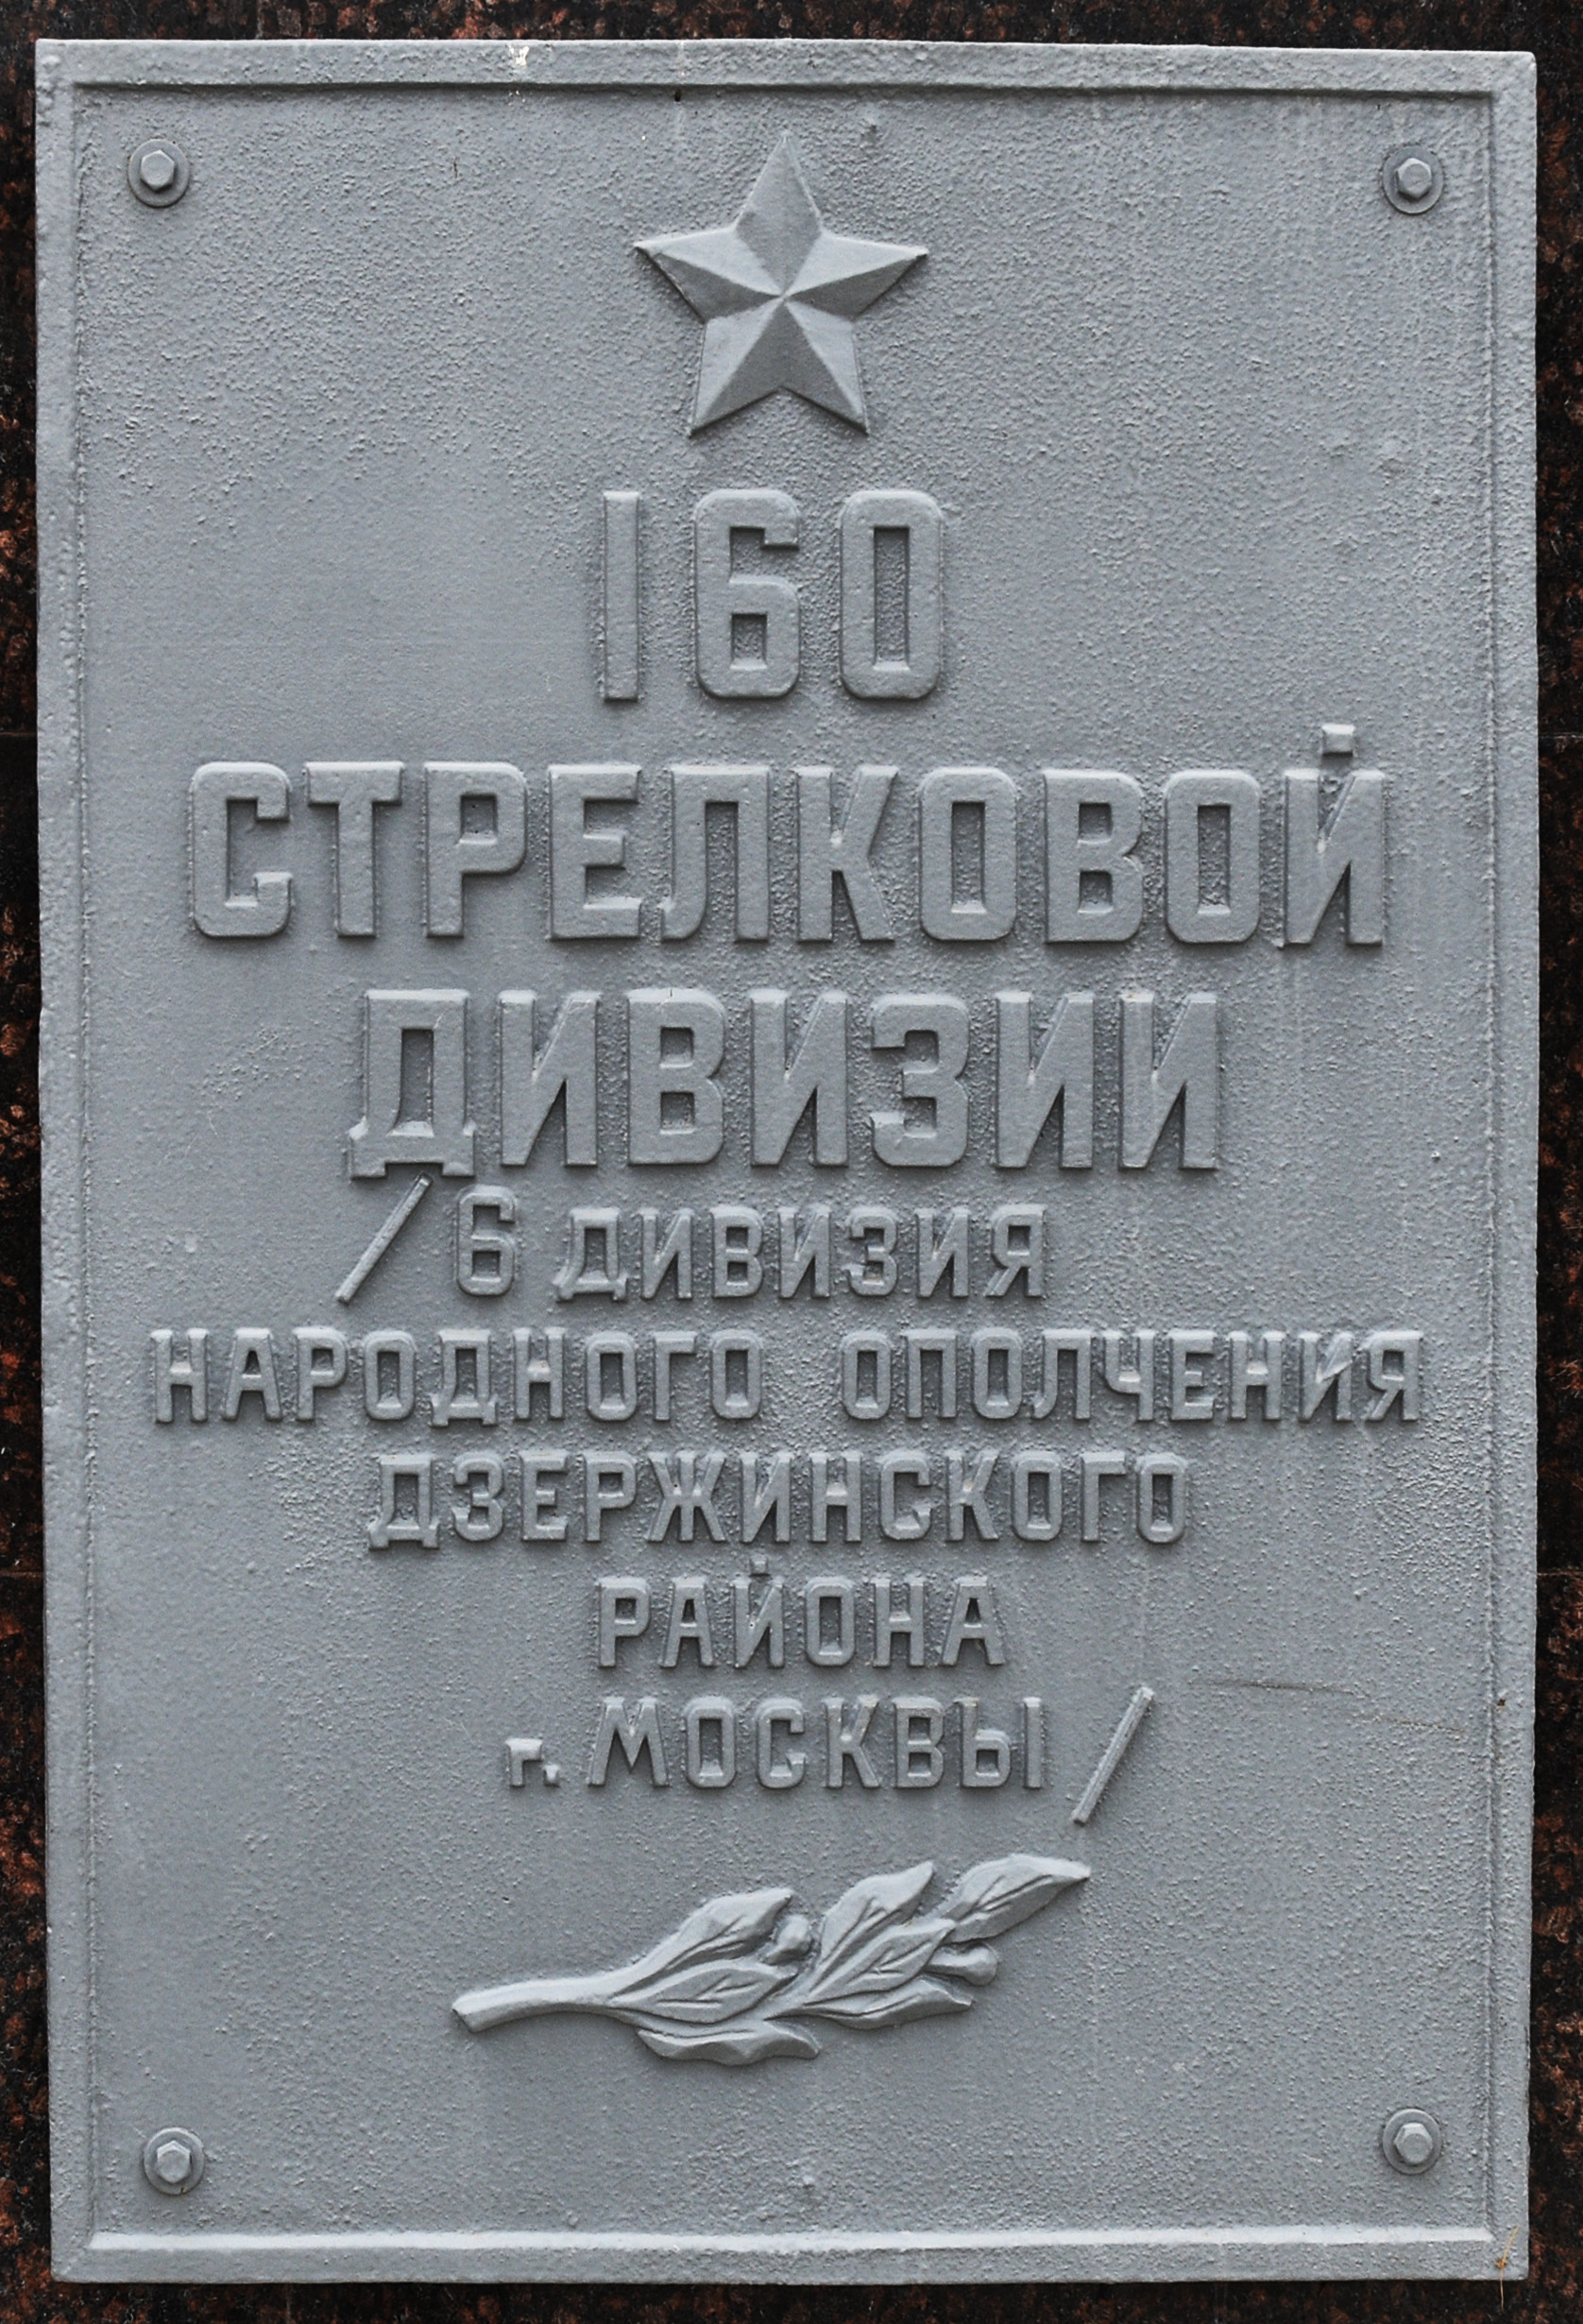 160
СТРЕЛКОВОЙ
ДИВИЗИИ
/6 ДИВИЗИЯ
НАРОДНОГО ОПОЛЧЕНИЯ
ДЗЕРЖИНСКОГО
РАЙОНА
г. МОСКВЫ/